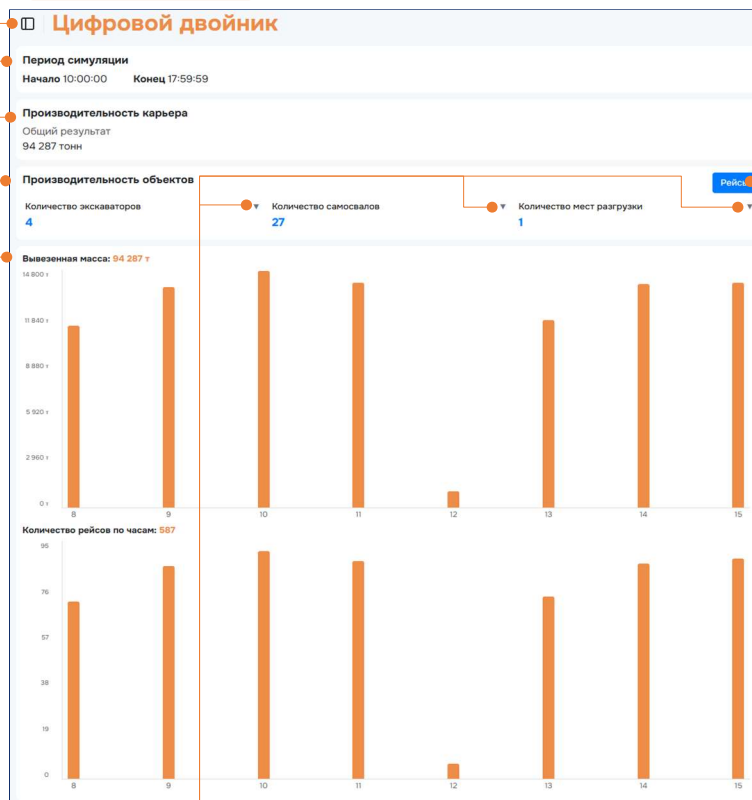 Цифровой двойник
Период симуляции
Начало 10:00:00 Конец 17:59:59
Производительность карьера
Общий результат
94 287 тонн
Производительность объектов
Количество экскаваторов ▼ Количество самосвалов ▼ Количество мест разгрузки ▼
4 27 1
Вывезенная масса: 94 287 т
14 800 т
11 840 т
8 880 т
5 920 т
2 960 т
0 т
8 9 10 11 12 13 14 15
Количество рейсов по часам: 587
95
76
57
38
19
0
8 9 10 11 12 13 14 15